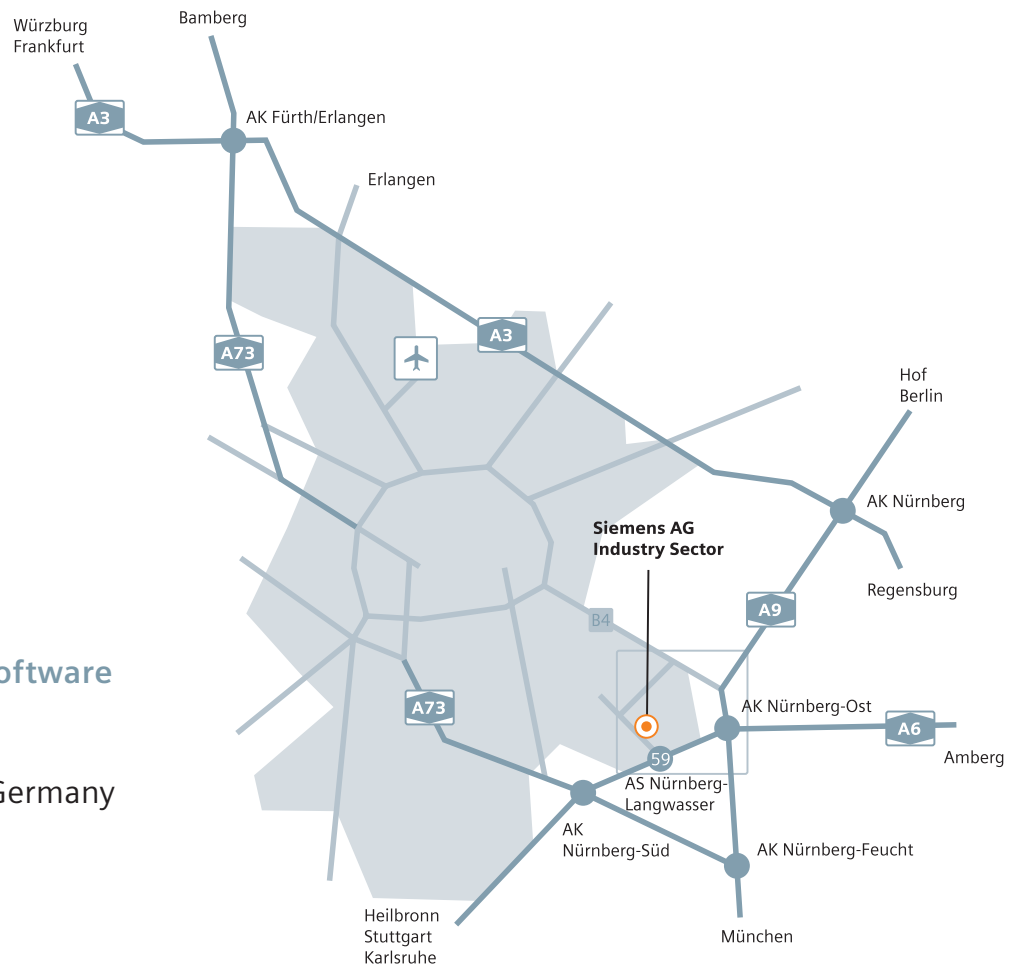 Bamberg
Würzburg
Frankfurt
A3
AK Fürth/Erlangen
Erlangen
A3
A73
Hof
Berlin
AK Nürnberg
Siemens AG
Industry Sector
Regensburg
A9
B4
oftware
A73
AK Nürnberg-Ost
A6
Amberg
59
AS Nürnberg-
Langwasser
Germany
AK
Nürnberg-Süd
AK Nürnberg-Feucht
Heilbronn
Stuttgart
Karlsruhe
München